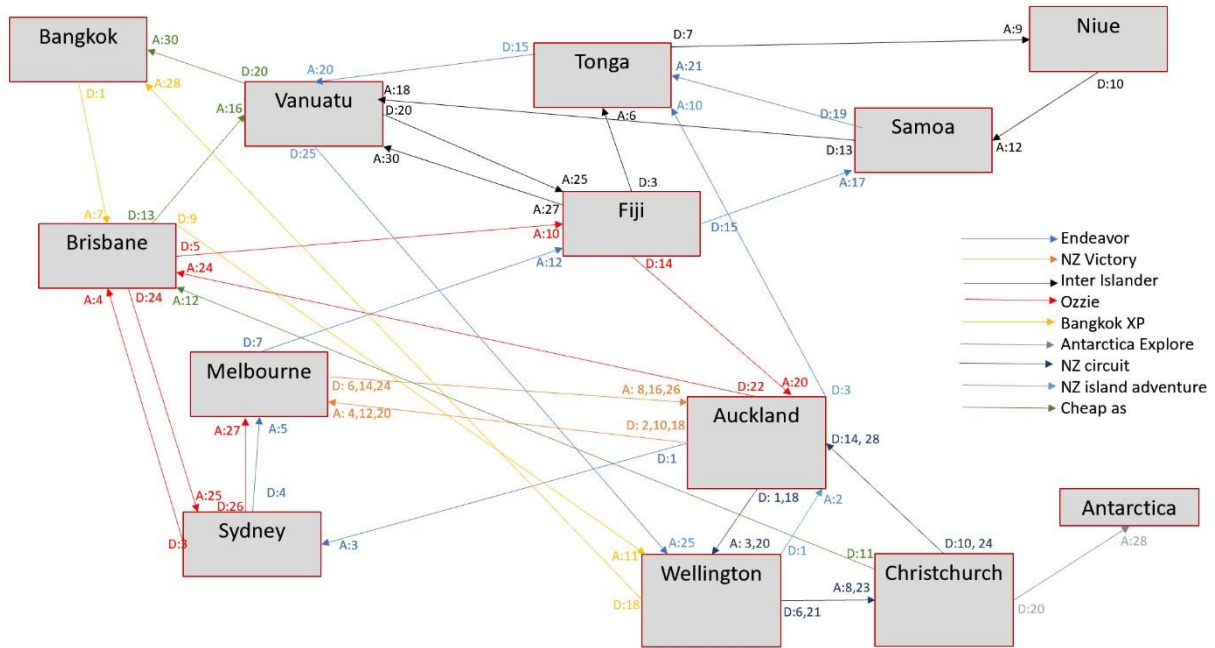 Bangkok
A:30
D:20
A:28
D:1
Vanuatu
A:20
A:18
D:20
D:25
A:30
A:16
D:15
Tonga
D:7
A:21
A:10
A:6
A:9
Niue
D:10
D:19
Samoa
D:13
A:12
A:17
A:25
D:3
A:27
Fiji
A:10
D:15
A:12
D:14
A:7
D:13
D:9
Brisbane
D:5
A:24
A:4
D:24
A:12
Endeavor
NZ Victory
Inter Islander
Ozzie
Bangkok XP
Antarctica Explore
NZ circuit
NZ island adventure
Cheap as
D:7
Melbourne
D: 6,14,24
A: 4,12,20
A:27
A:5
A: 8,16,26
D: 2,10,18
D:22
A:20
Auckland
D:3
D:1
D:14, 28
D: 1,18
A:2
A:25
D:26
D:4
Sydney
D:3
A:3
A:11
A:25
A: 3,20
D:1
Wellington
D:18
A:8,23
D:6,21
D:11
D:10, 24
Christchurch
D:20
Antarctica
A:28